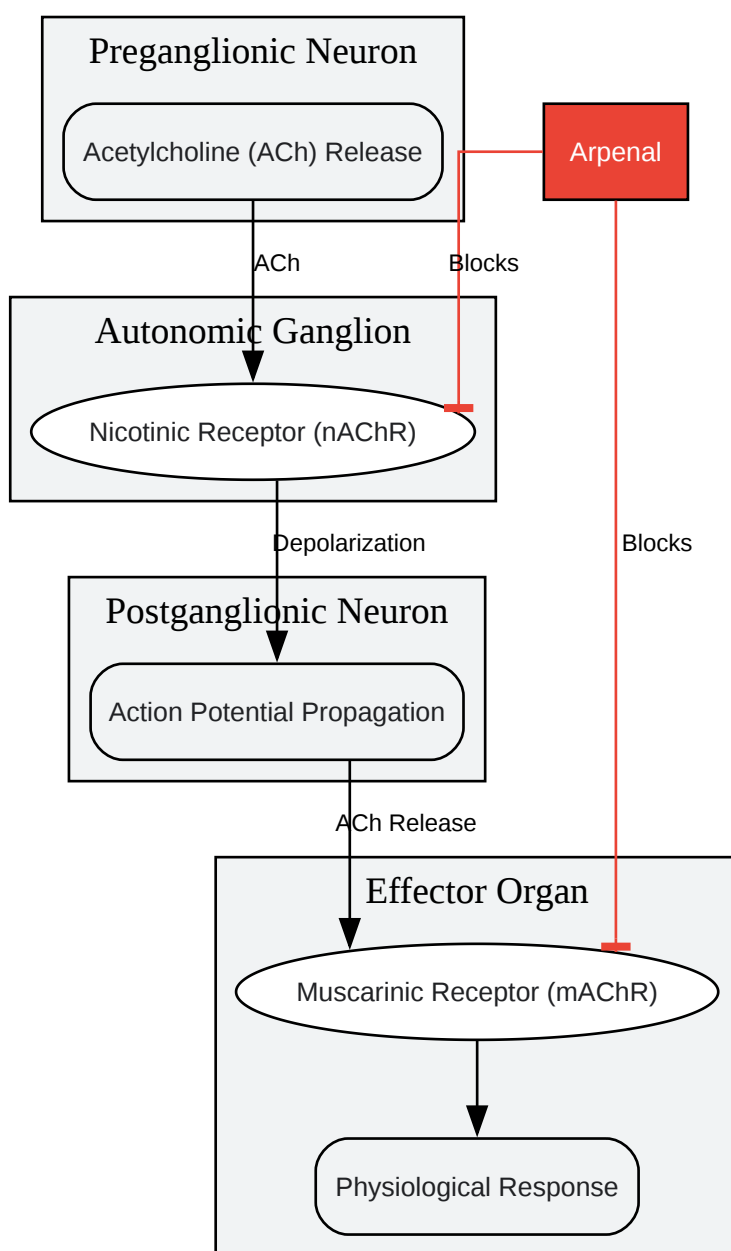 Preganglionic Neuron
Acetylcholine (ACh) Release
Arpenal
ACh
Blocks
Autonomic Ganglion
Nicotinic Receptor (nAChR)
Depolarization
Blocks
Postganglionic Neuron
Action Potential Propagation
ACh Release
Effector Organ
Muscarinic Receptor (mAChR)
Physiological Response